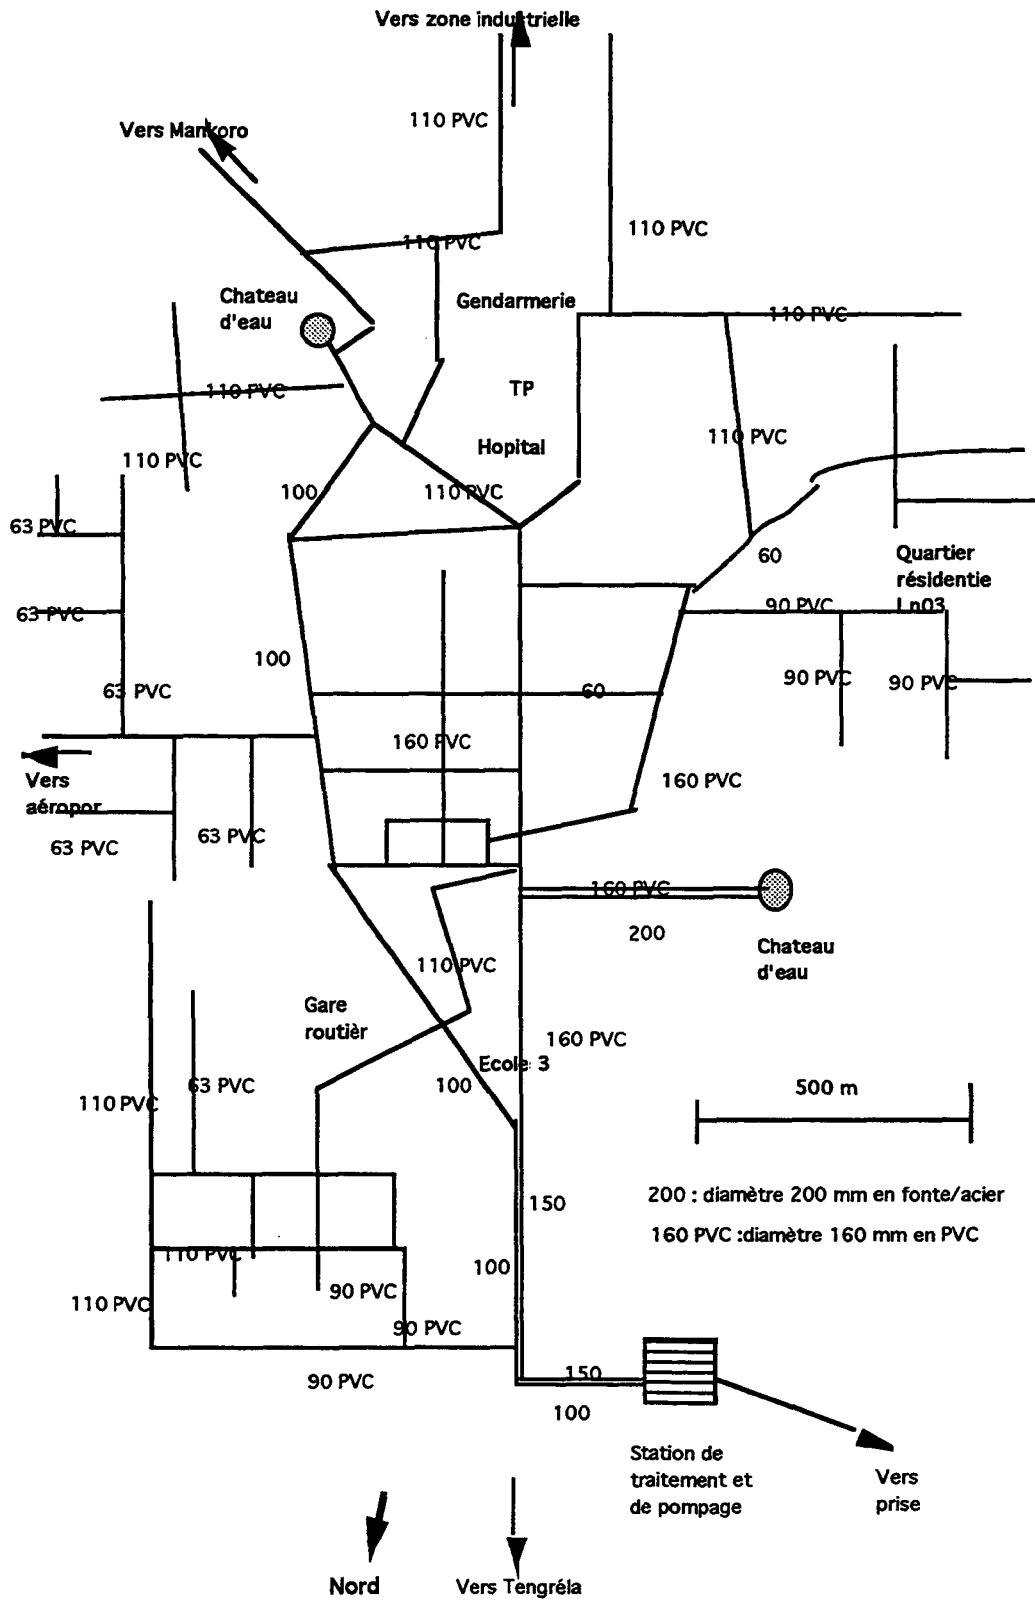 Vers zone industrielle
110 PVC
Vers Mankoro
110 PVC
110 PVC
Chateau
d'eau
Gendarmerie
110 PVC
110 PVC
TP
110 PVC
Hopital
110 PVC
100
110 PVC
63 PVC
60
Quartier
résidentie
Ln03
90 PVC
63 PVC
100
63 PVC
60
90 PVC
90 PVC
160 PVC
Vers
aéropor
160 PVC
63 PVC
63 PVC
160 PVC
200
Chateau
d'eau
110 PVC
Gare
routièr
160 PVC
Ecole 3
100
63 PVC
110 PVC
500 m
200 : diamètre 200 mm en fonte/acier
150
160 PVC :diamètre 160 mm en PVC
110 PVC
100
90 PVC
110 PVC
90 PVC
90 PVC
150
100
Station de
traitement et
de pompage
Vers
prise
Nord
Vers Tengréla